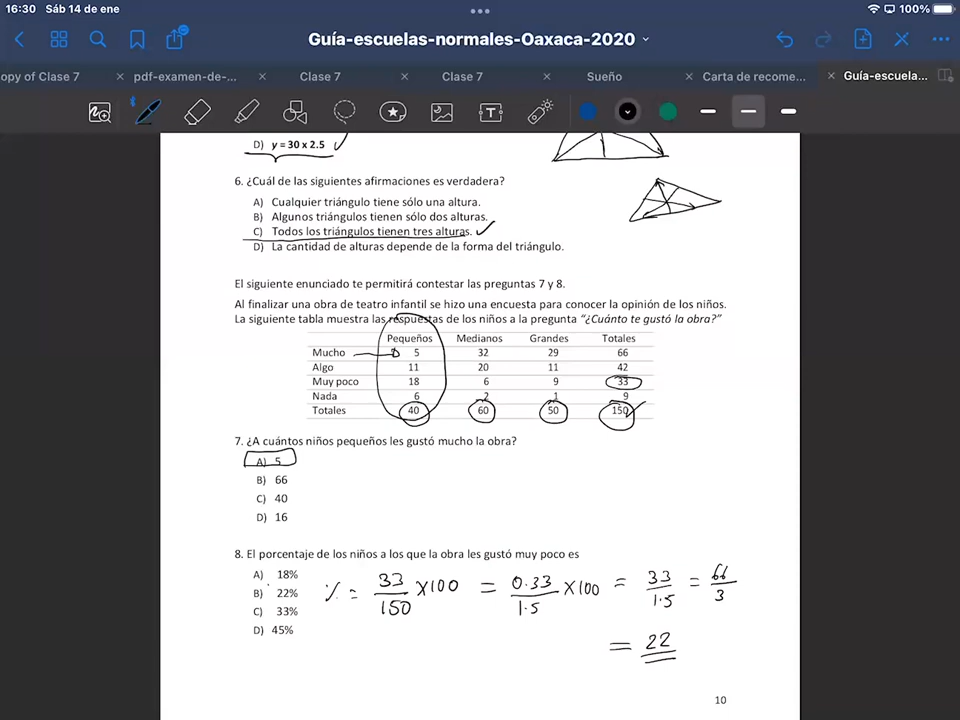 16:30 Sáb 14 de ene 100%
Guía-escuelas-normales-Oaxaca-2020
opy of Clase 7 pdf-examen-de-... Clase 7 Clase 7 Sueño Carta de recome... Guía-escuela...
D) y = 30 x 2.5
6. ¿Cuál de las siguientes afirmaciones es verdadera?
A) Cualquier triángulo tiene sólo una altura.
B) Algunos triángulos tienen sólo dos alturas.
C) Todos los triángulos tienen tres alturas.
D) La cantidad de alturas depende de la forma del triángulo.
El siguiente enunciado te permitirá contestar las preguntas 7 y 8.
Al finalizar una obra de teatro infantil se hizo una encuesta para conocer la opinión de los niños.
La siguiente tabla muestra las respuestas de los niños a la pregunta “¿Cuánto te gustó la obra?”
Pequeños Medianos Grandes Totales
Mucho 5 32 29 66
Algo 11 20 11 42
Muy poco 18 6 9 33
Nada 6 2 1 9
Totales 40 60 50 150
7. ¿A cuántos niños pequeños les gustó mucho la obra?
A) 5
B) 66
C) 40
D) 16
8. El porcentaje de los niños a los que la obra les gustó muy poco es
A) 18%
B) 22%
C) 33%
D) 45%
% = 33/150 ×100 = 0.33/1.5 ×100 = 33/1.5 = 66/3
= 22
10